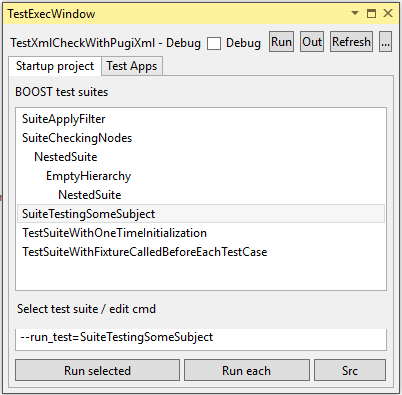 TestExecWindow
TestXmlCheckWithPugiXml - Debug Debug Run Out Refresh ...
Startup project Test Apps
BOOST test suites
SuiteApplyFilter
SuiteCheckingNodes
NestedSuite
EmptyHierarchy
NestedSuite
SuiteTestingSomeSubject
TestSuiteWithOneTimeInitialization
TestSuiteWithFixtureCalledBeforeEachTestCase
Select test suite / edit cmd
--run_test=SuiteTestingSomeSubject
Run selected Run each Src